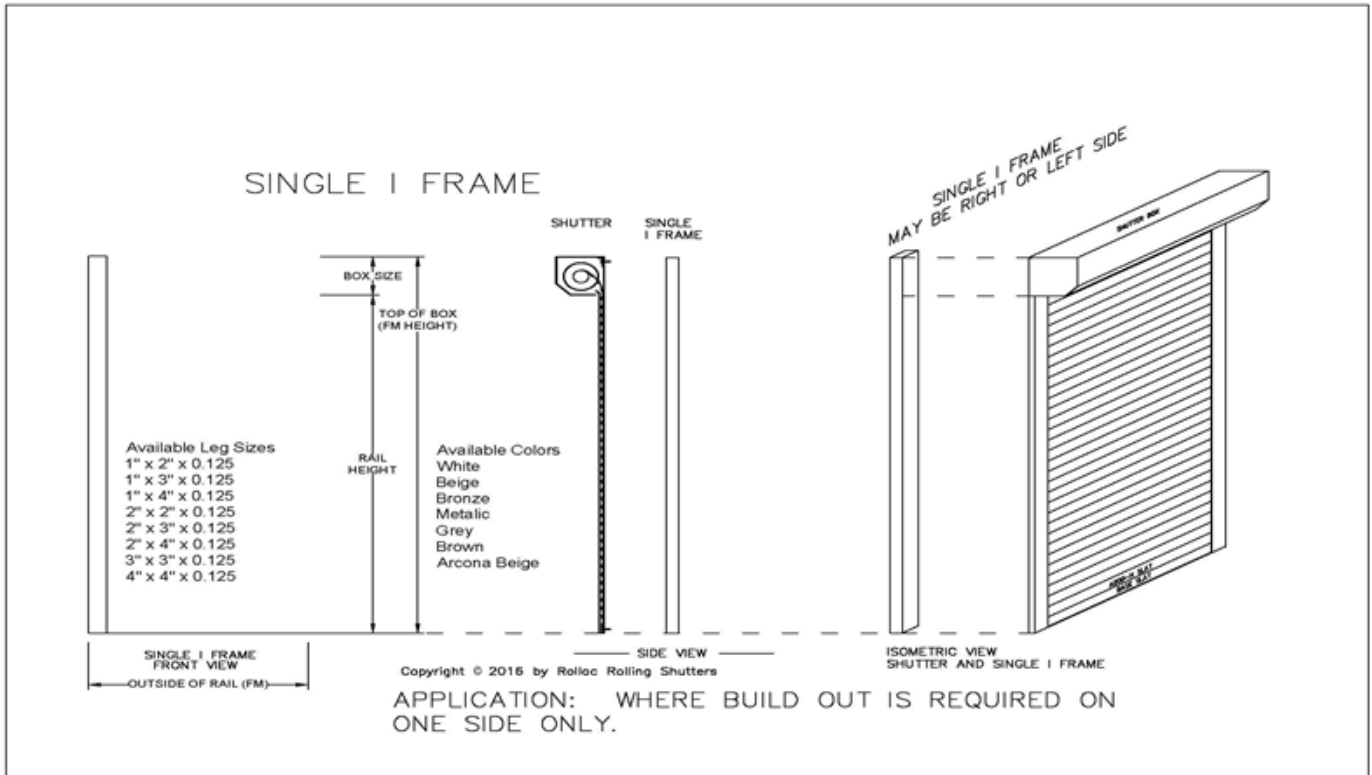 SINGLE I FRAME
SHUTTER
SINGLE
I FRAME
SINGLE I FRAME
MAY BE RIGHT OR LEFT SIDE
SHUTTER BOX
BOX SIZE
TOP OF BOX
(FM HEIGHT)
RAIL
HEIGHT
Available Leg Sizes
1" x 2" x 0.125
1" x 3" x 0.125
1" x 4" x 0.125
2" x 2" x 0.125
2" x 3" x 0.125
2" x 4" x 0.125
3" x 3" x 0.125
4" x 4" x 0.125
Available Colors
White
Beige
Bronze
Metalic
Grey
Brown
Arcona Beige
SLAT
BASE SLAT
SINGLE I FRAME
FRONT VIEW
OUTSIDE OF RAIL (FM)
SIDE VIEW
ISOMETRIC VIEW
SHUTTER AND SINGLE I FRAME
Copyright © 2016 by Rollac Rolling Shutters
APPLICATION: WHERE BUILD OUT IS REQUIRED ON
ONE SIDE ONLY.